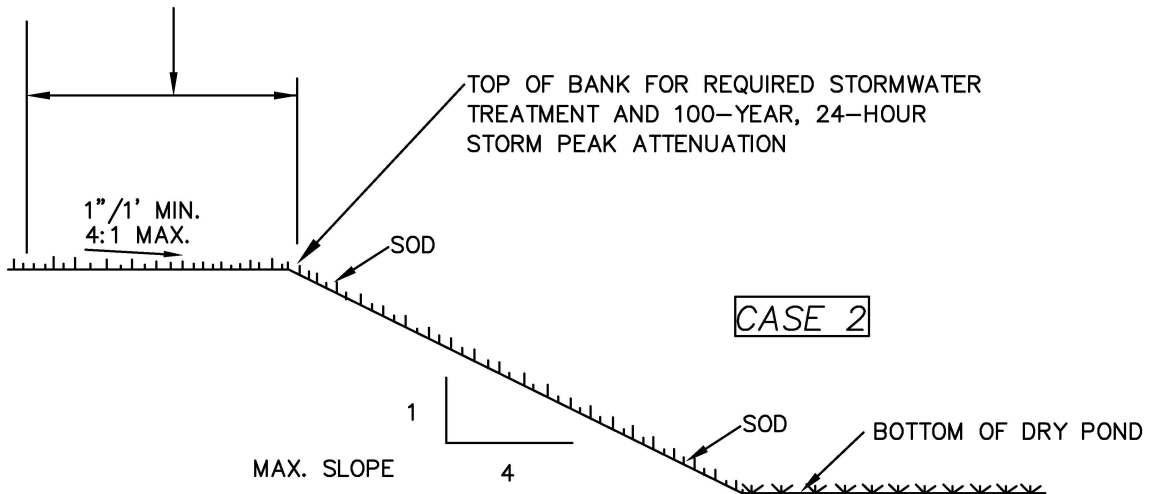 TOP OF BANK FOR REQUIRED STORMWATER
TREATMENT AND 100-YEAR, 24-HOUR
STORM PEAK ATTENUATION
1"/1' MIN.
4:1 MAX.
SOD
CASE 2
1
SOD
BOTTOM OF DRY POND
MAX. SLOPE
4